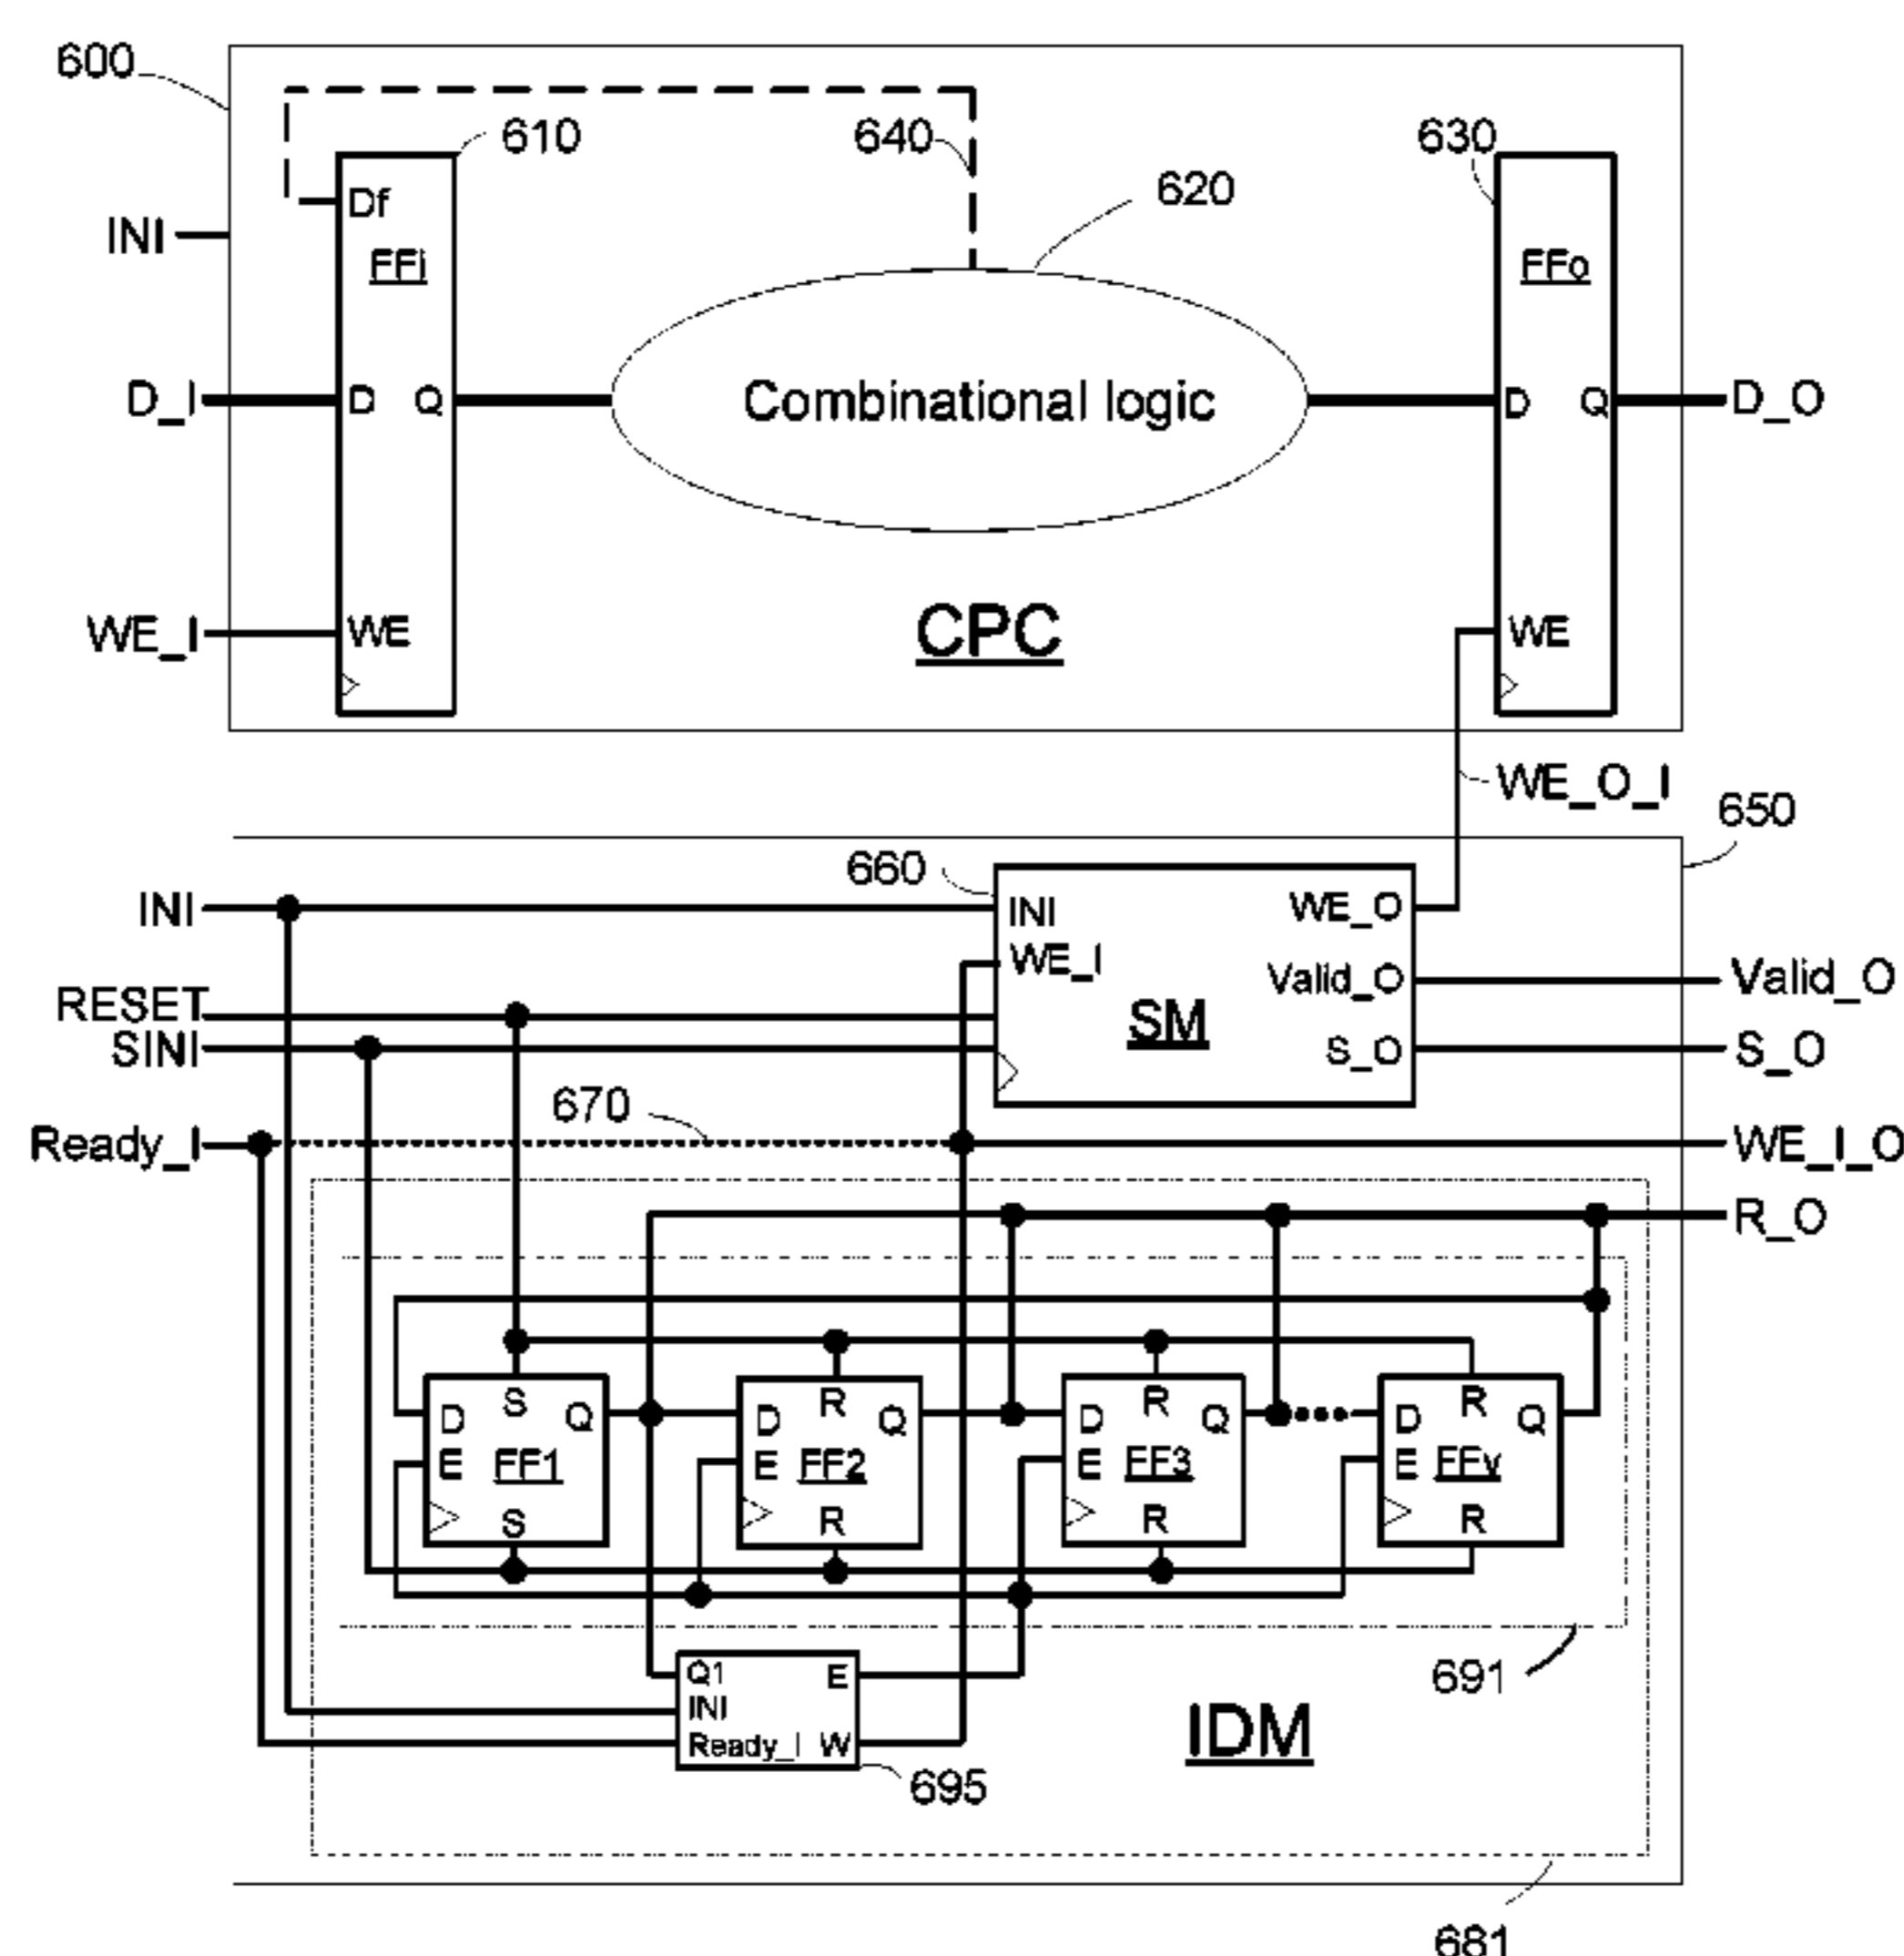 600
610
640
630
620
Df
INI
FFi
FFo
D_I
D Q
Combinational logic
D Q
D_O
WE_I
WE
CPC
WE
WE_O_I
650
660
INI
INI
WE_O
WE_I
Valid_O
Valid_O
RESET
SM
SINI
S_O
S_O
670
Ready_I
WE_I_O
R_O
S R R R
D Q D Q D Q D Q
E FF1 E FF2 E FF3 E FFv
S R R R
691
Q1 E
INI
Ready_I W
IDM
695
681